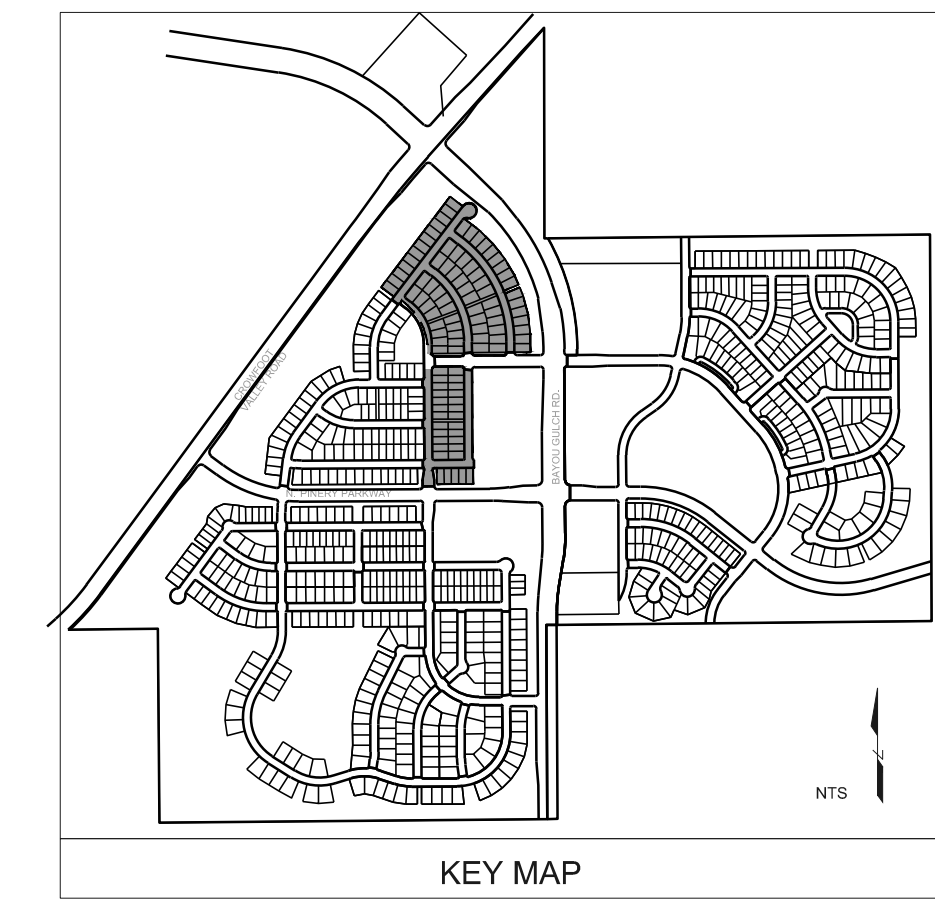 CROWFOOT
VALLEY ROAD
BAYOU GULCH RD.
N. PINERY PARKWAY
N
NTS
KEY MAP